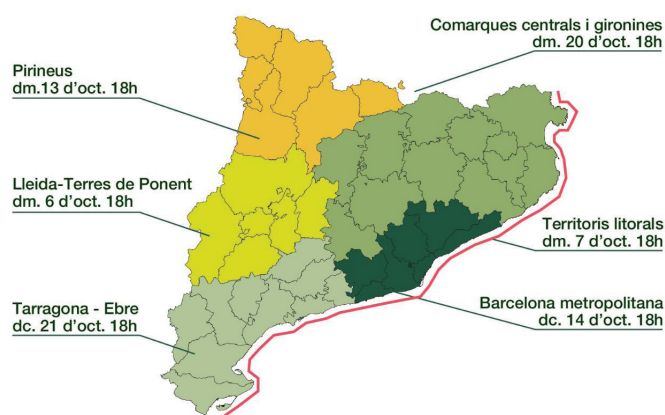 Comarques centrals i gironines
dm. 20 d'oct. 18h
Pirineus
dm.13 d'oct. 18h
Lleida-Terres de Ponent
dm. 6 d'oct. 18h
Territoris litorals
dm. 7 d'oct. 18h
Tarragona - Ebre
dc. 21 d'oct. 18h
Barcelona metropolitana
dc. 14 d'oct. 18h